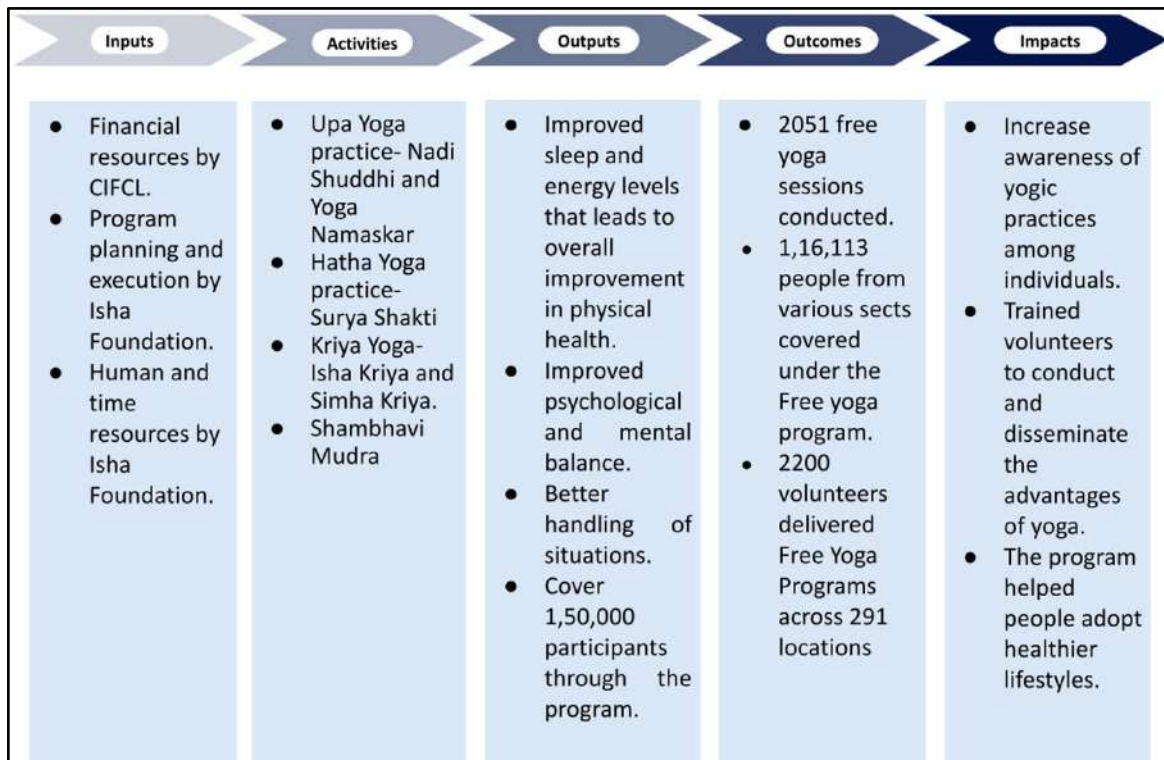 Inputs
Activities
Outputs
Outcomes
Impacts
● Financial
resources by
CIFCL.
● Program
planning and
execution by
Isha
Foundation.
● Human and
time
resources by
Isha
Foundation.
● Upa Yoga
practice- Nadi
Shuddhi and
Yoga
Namaskar
● Hatha Yoga
practice-
Surya Shakti
● Kriya Yoga-
Isha Kriya and
Simha Kriya.
● Shambhavi
Mudra
● Improved
sleep and
energy levels
that leads to
overall
improvement
in physical
health.
● Improved
psychological
and mental
balance.
● Better
handling of
situations.
● Cover
1,50,000
participants
through the
program.
● 2051 free
yoga
sessions
conducted.
● 1,16,113
people from
various sects
covered
under the
Free yoga
program.
● 2200
volunteers
delivered
Free Yoga
Programs
across 291
locations
● Increase
awareness of
yogic
practices
among
individuals.
● Trained
volunteers
to conduct
and
disseminate
the
advantages
of yoga.
● The program
helped
people adopt
healthier
lifestyles.